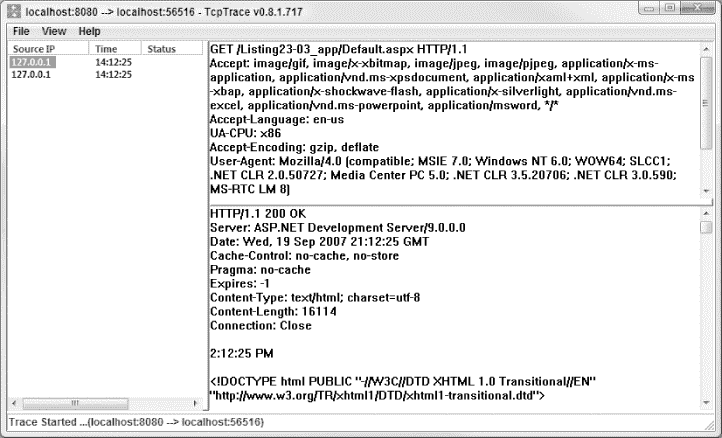 localhost:8080 --> localhost:56516 - TcpTrace v0.8.1.717
File View Help
Source IP Time Status
127.0.0.1 14:12:25
127.0.0.1 14:12:25
GET /Listing23-03_app/Default.aspx HTTP/1.1
Accept: image/gif, image/x-xbitmap, image/jpeg, image/pjpeg, application/x-ms-
application, application/vnd.ms-xpsdocument, application/xaml+xml, application/x-ms
-xbap, application/x-shockwave-flash, application/x-silverlight, application/vnd.ms-
excel, application/vnd.ms-powerpoint, application/msword, */*
Accept-Language: en-us
UA-CPU: x86
Accept-Encoding: gzip, deflate
User-Agent: Mozilla/4.0 (compatible; MSIE 7.0; Windows NT 6.0; WOW64; SLCC1;
.NET CLR 2.0.50727; Media Center PC 5.0; .NET CLR 3.5.20706; .NET CLR 3.0.590;
MS-RTC LM 8)
HTTP/1.1 200 OK
Server: ASP.NET Development Server/9.0.0.0
Date: Wed, 19 Sep 2007 21:12:25 GMT
Cache-Control: no-cache, no-store
Pragma: no-cache
Expires: -1
Content-Type: text/html; charset=utf-8
Content-Length: 16114
Connection: Close
2:12:25 PM
<!DOCTYPE html PUBLIC "-//W3C//DTD XHTML 1.0 Transitional//EN"
"http://www.w3.org/TR/xhtml1/DTD/xhtml1-transitional.dtd">
Trace Started ...(localhost:8080 --> localhost:56516)